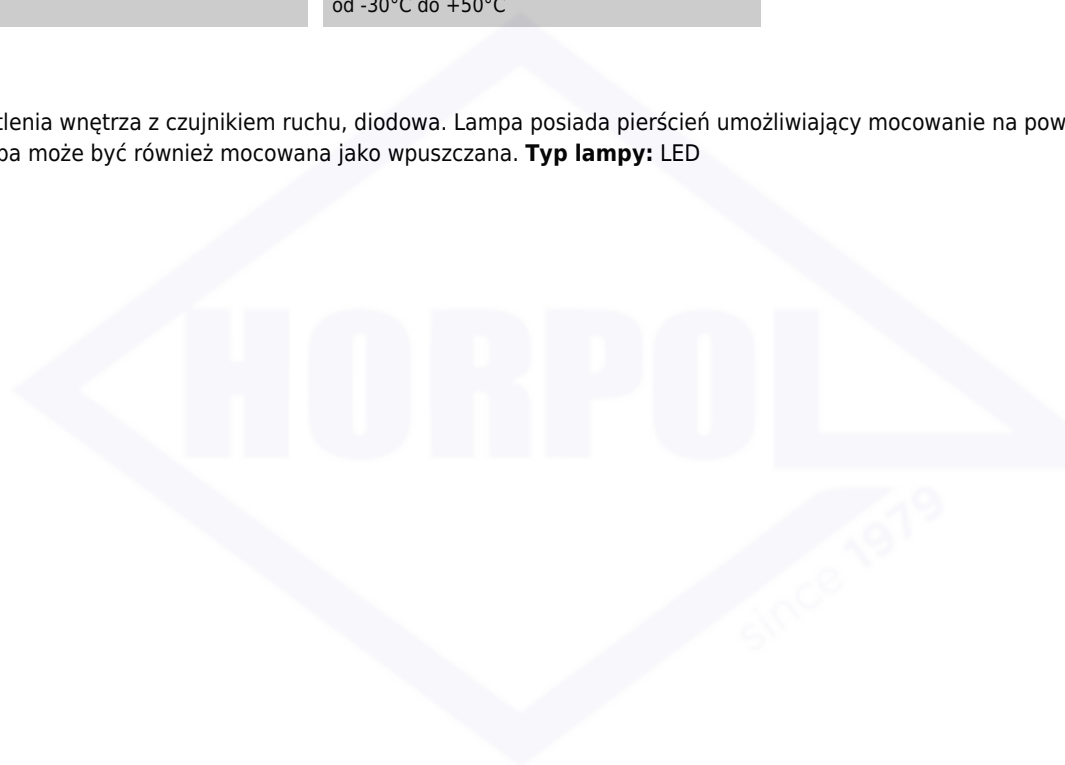 od -30°C do +50°C
tlenia wnętrza z czujnikiem ruchu, diodowa. Lampa posiada pierścień umożliwiający mocowanie na pow
pa może być również mocowana jako wpuszczana. Typ lampy: LED
HORPOL
since 1979